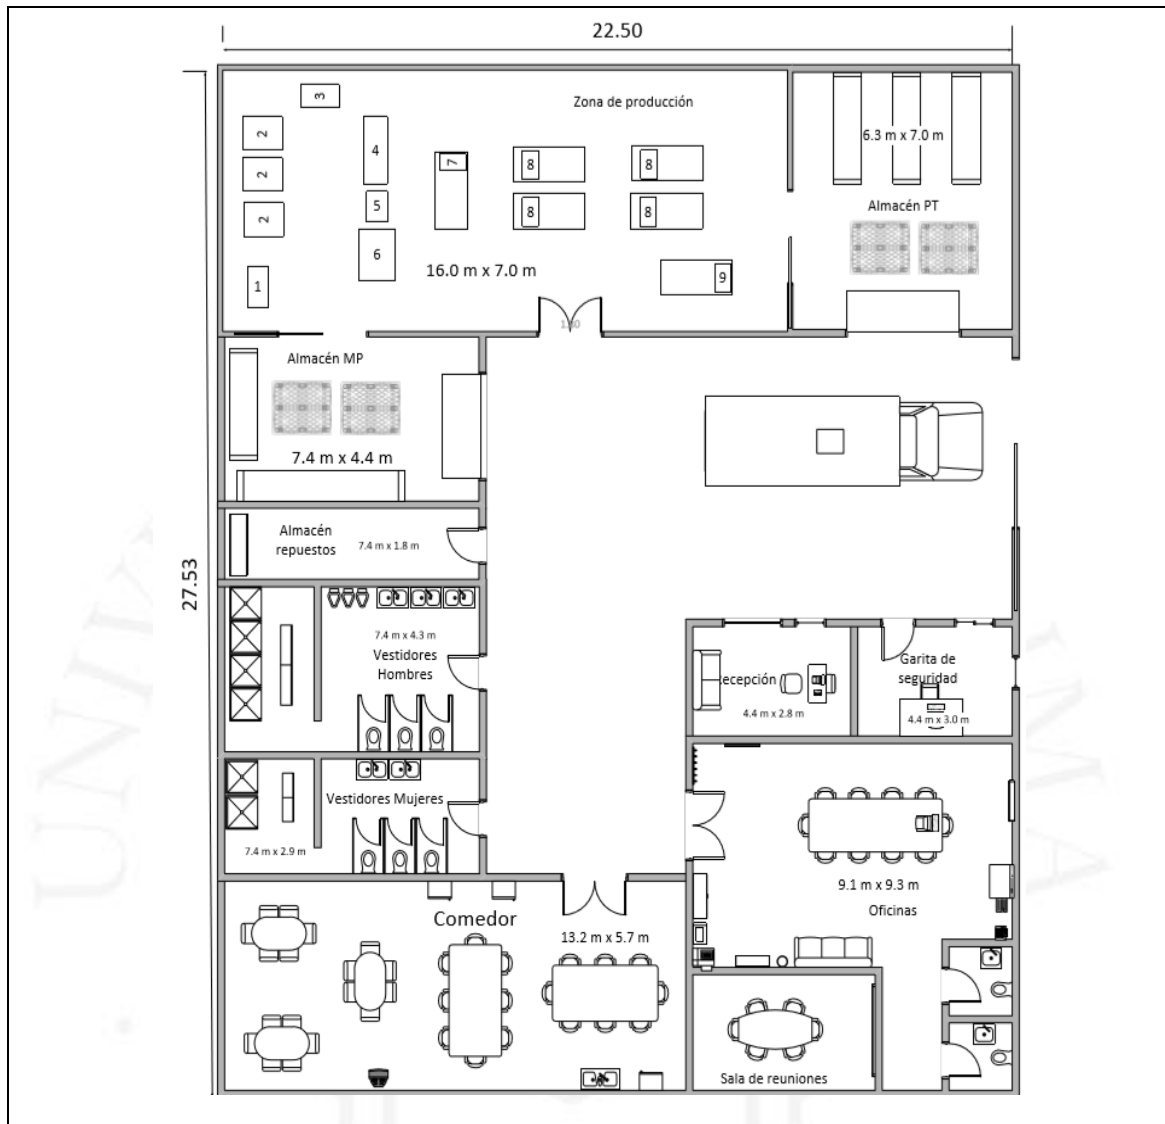 22.50
27.53
3
Zona de producción
2
2
2
4
5
6
7
8
8
8
8
1
9
16.0 m x 7.0 m
6.3 m x 7.0 m
Almacén PT
Almacén MP
7.4 m x 4.4 m
Almacén
repuestos
7.4 m x 1.8 m
7.4 m x 4.3 m
Vestidores
Hombres
Recepción
4.4 m x 2.8 m
Garita de
seguridad
4.4 m x 3.0 m
Vestidores Mujeres
7.4 m x 2.9 m
9.1 m x 9.3 m
Oficinas
Comedor
13.2 m x 5.7 m
Sala de reuniones